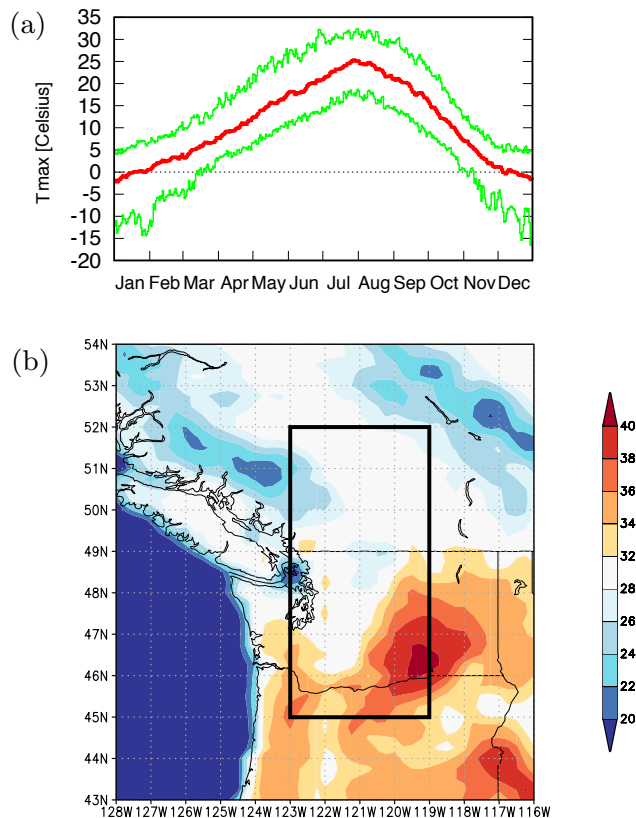 (a)
Tmax [Celsius]
35
30
25
20
15
10
5
0
-5
-10
-15
-20
Jan Feb Mar Apr May Jun Jul Aug Sep Oct Nov Dec
(b)
54N
53N
52N
51N
50N
49N
48N
47N
46N
45N
44N
43N
128W 127W 126W 125W 124W 123W 122W 121W 120W 119W 118W 117W 116W
40
38
36
34
32
30
28
26
24
22
20